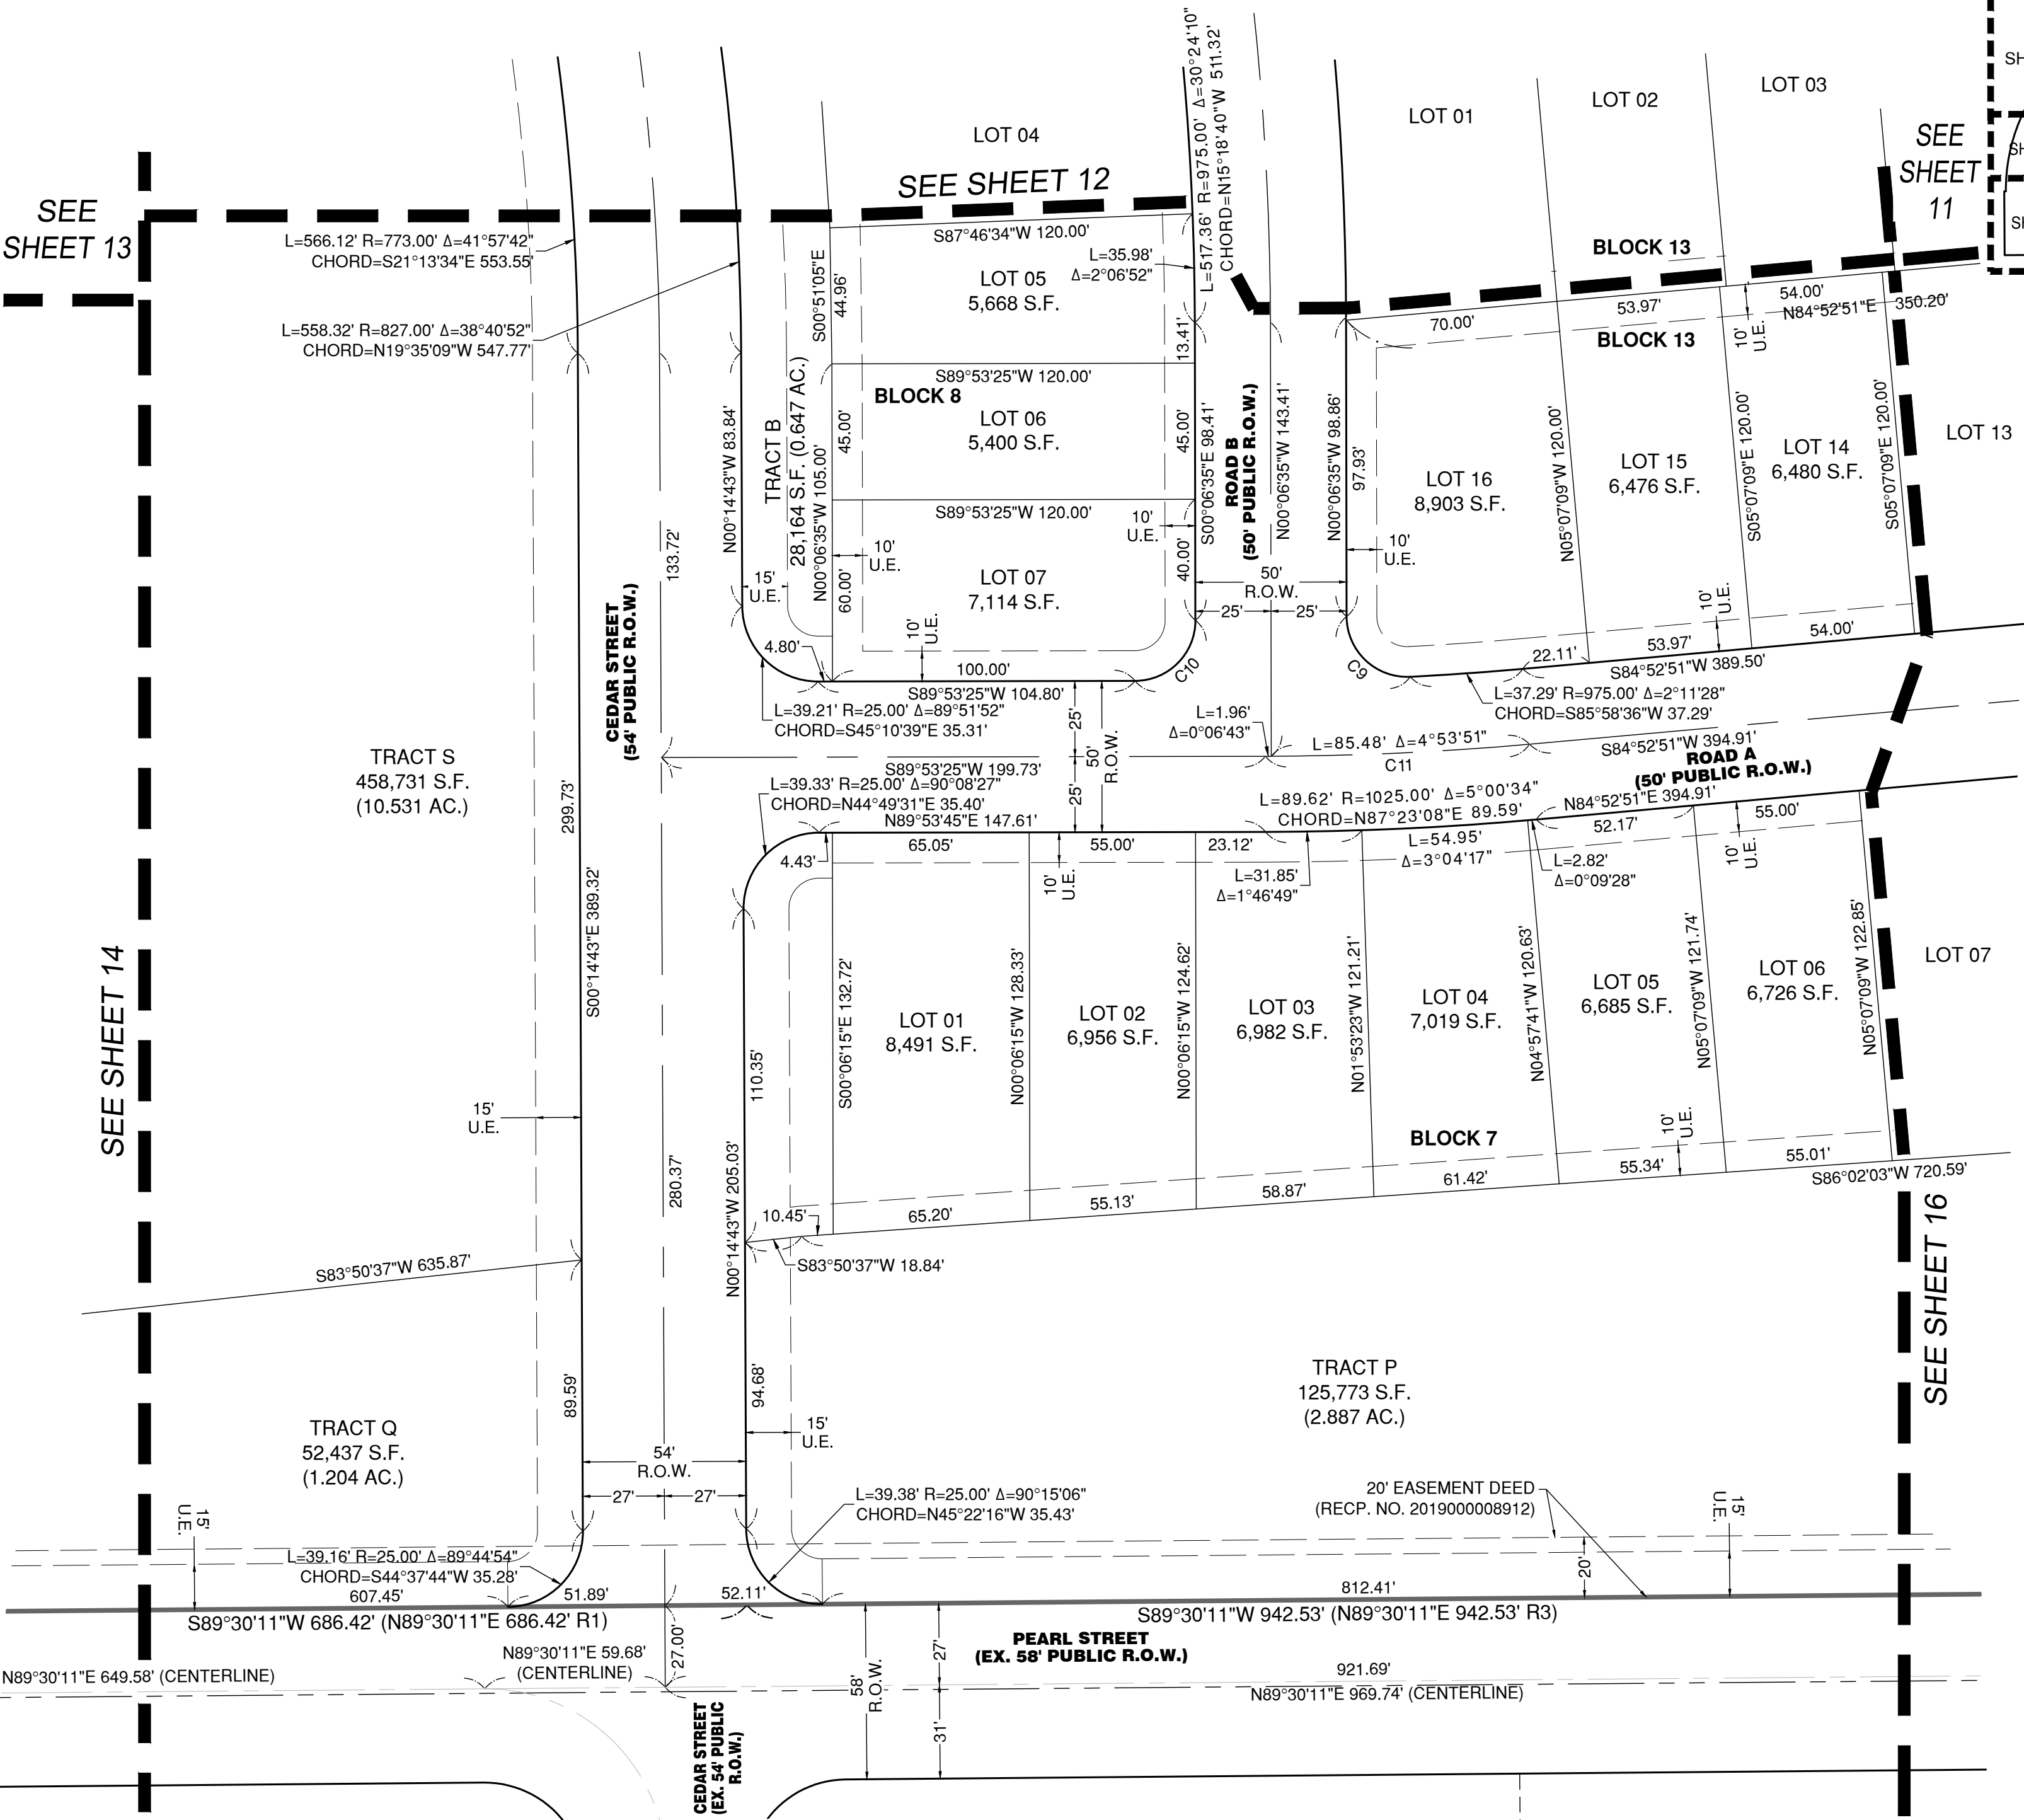 LOT 04
SEE SHEET 12
LOT 01
LOT 02
LOT 03
SEE
SHEET
11
SEE
SHEET 13
L=566.12' R=773.00' Δ=41°57'42"
CHORD=S21°13'34"E 553.55'
L=558.32' R=827.00' Δ=38°40'52"
CHORD=N19°35'09"W 547.77'
L=517.36' R=975.00' Δ=30°24'10"
CHORD=N15°18'40"W 511.32'
S87°46'34"W 120.00'
L=35.98'
Δ=2°06'52"
S00°51'05"E
44.96'
LOT 05
5,668 S.F.
13.41'
S89°53'25"W 120.00'
BLOCK 8
LOT 06
5,400 S.F.
45.00'
45.00'
S89°53'25"W 120.00'
LOT 07
7,114 S.F.
10'
U.E.
10'
U.E.
10'
U.E.
60.00'
40.00'
N00°06'35"W 105.00'
S00°06'35"E 98.41'
TRACT B
28,164 S.F. (0.647 AC.)
N00°14'43"W 83.84'
15'
U.E.
4.80'
100.00'
C10
S89°53'25"W 104.80'
L=39.21' R=25.00' Δ=89°51'52"
CHORD=S45°10'39"E 35.31'
ROAD B
(50' PUBLIC R.O.W.)
N00°06'35"W 143.41'
N00°06'35"W 98.86'
97.93'
50'
R.O.W.
25'
25'
BLOCK 13
BLOCK 13
70.00'
53.97'
54.00'
N84°52'51"E 350.20'
10'
U.E.
LOT 16
8,903 S.F.
LOT 15
6,476 S.F.
LOT 14
6,480 S.F.
LOT 13
N05°07'09"W 120.00'
S05°07'09"E 120.00'
S05°07'09"E 120.00'
10'
U.E.
10'
U.E.
C9
22.11'
53.97'
54.00'
S84°52'51"W 389.50'
L=37.29' R=975.00' Δ=2°11'28"
CHORD=S85°58'36"W 37.29'
CEDAR STREET
(54' PUBLIC R.O.W.)
133.72'
TRACT S
458,731 S.F.
(10.531 AC.)
299.73'
S00°14'43"E 389.32'
25'
25'
50'
R.O.W.
L=1.96'
Δ=0°06'43"
L=85.48' Δ=4°53'51"
C11
S84°52'51"W 394.91'
ROAD A
(50' PUBLIC R.O.W.)
S89°53'25"W 199.73'
L=39.33' R=25.00' Δ=90°08'27"
CHORD=N44°49'31"E 35.40'
N89°53'45"E 147.61'
L=89.62' R=1025.00' Δ=5°00'34"
CHORD=N87°23'08"E 89.59'
N84°52'51"E 394.91'
4.43'
65.05'
55.00'
23.12'
L=54.95'
Δ=3°04'17"
52.17'
55.00'
10'
U.E.
10'
U.E.
L=31.85'
Δ=1°46'49"
L=2.82'
Δ=0°09'28"
S00°06'15"E 132.72'
N00°06'15"W 128.33'
N00°06'15"W 124.62'
N01°53'23"W 121.21'
N04°57'41"W 120.63'
N05°07'09"W 121.74'
N05°07'09"W 122.85'
LOT 01
8,491 S.F.
LOT 02
6,956 S.F.
LOT 03
6,982 S.F.
LOT 04
7,019 S.F.
LOT 05
6,685 S.F.
LOT 06
6,726 S.F.
LOT 07
SEE SHEET 14
15'
U.E.
110.35'
BLOCK 7
10'
U.E.
280.37'
N00°14'43"W 205.03'
10.45'
65.20'
55.13'
58.87'
61.42'
55.34'
55.01'
S86°02'03"W 720.59'
S83°50'37"W 635.87'
S83°50'37"W 18.84'
SEE SHEET 16
89.59'
94.68'
TRACT P
125,773 S.F.
(2.887 AC.)
TRACT Q
52,437 S.F.
(1.204 AC.)
15'
U.E.
54'
R.O.W.
27'
27'
L=39.38' R=25.00' Δ=90°15'06"
CHORD=N45°22'16"W 35.43'
20' EASEMENT DEED
(RECP. NO. 2019000008912)
15'
U.E.
15'
U.E.
20'
L=39.16' R=25.00' Δ=89°44'54"
CHORD=S44°37'44"W 35.28'
607.45'
51.89'
52.11'
812.41'
S89°30'11"W 686.42' (N89°30'11"E 686.42' R1)
S89°30'11"W 942.53' (N89°30'11"E 942.53' R3)
PEARL STREET
(EX. 58' PUBLIC R.O.W.)
N89°30'11"E 649.58' (CENTERLINE)
N89°30'11"E 59.68'
(CENTERLINE)
27.00'
27'
58'
R.O.W.
31'
921.69'
N89°30'11"E 969.74' (CENTERLINE)
CEDAR STREET
(EX. 54' PUBLIC
R.O.W.)